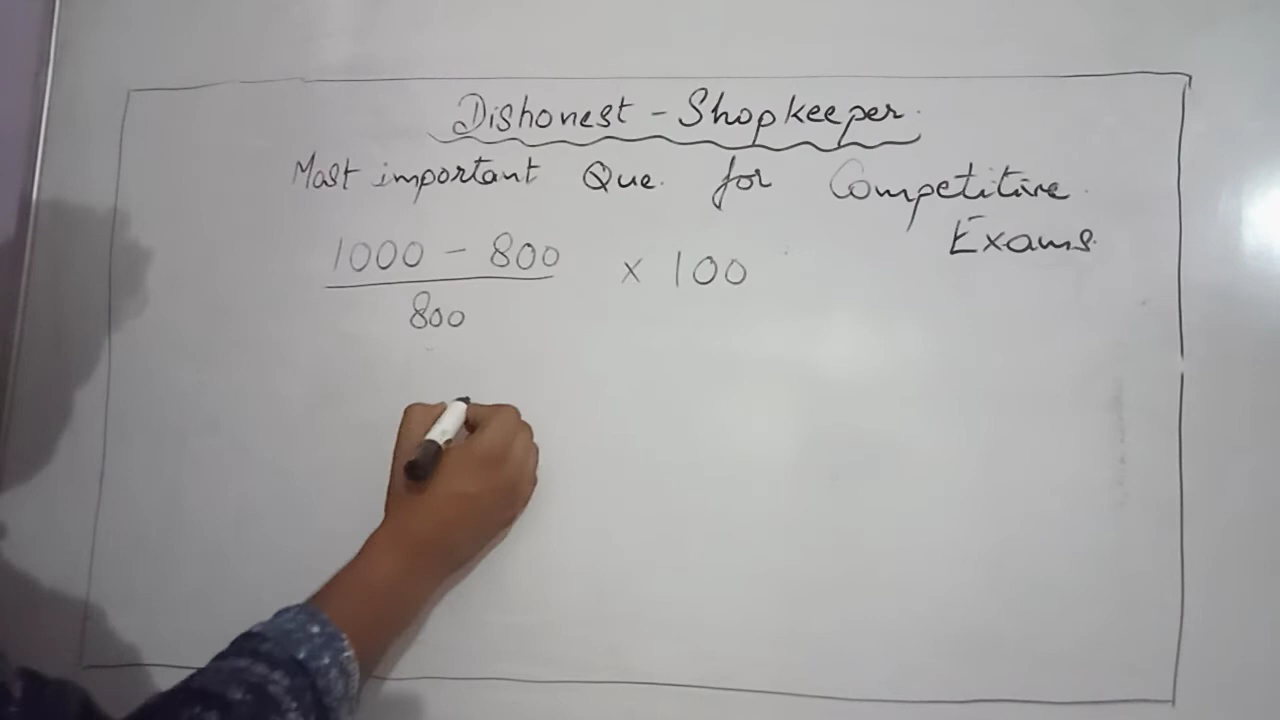 Dishonest - Shopkeeper.
Most important Que. for Competitive
Exams.
1000 - 800 × 100
800